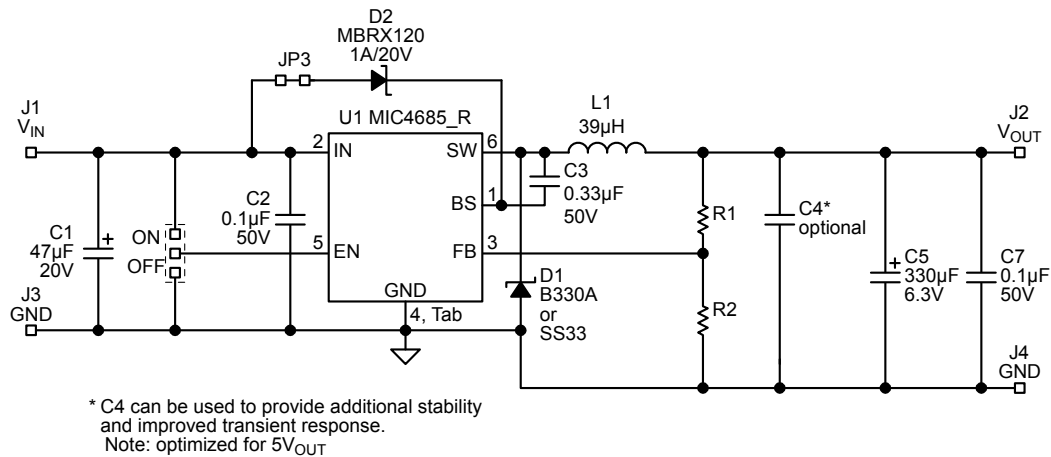 D2
MBRX120
1A/20V
JP3
J1
VIN
U1 MIC4685_R
L1
39µH
J2
VOUT
2
IN
SW
6
C3
0.33µF
50V
1
BS
C2
0.1µF
50V
R1
C4*
optional
C1
47µF
20V
+
ON
OFF
5
EN
FB
3
D1
B330A
or
SS33
+
C5
330µF
6.3V
C7
0.1µF
50V
J3
GND
GND
4, Tab
R2
J4
GND
* C4 can be used to provide additional stability
and improved transient response.
Note: optimized for 5VOUT